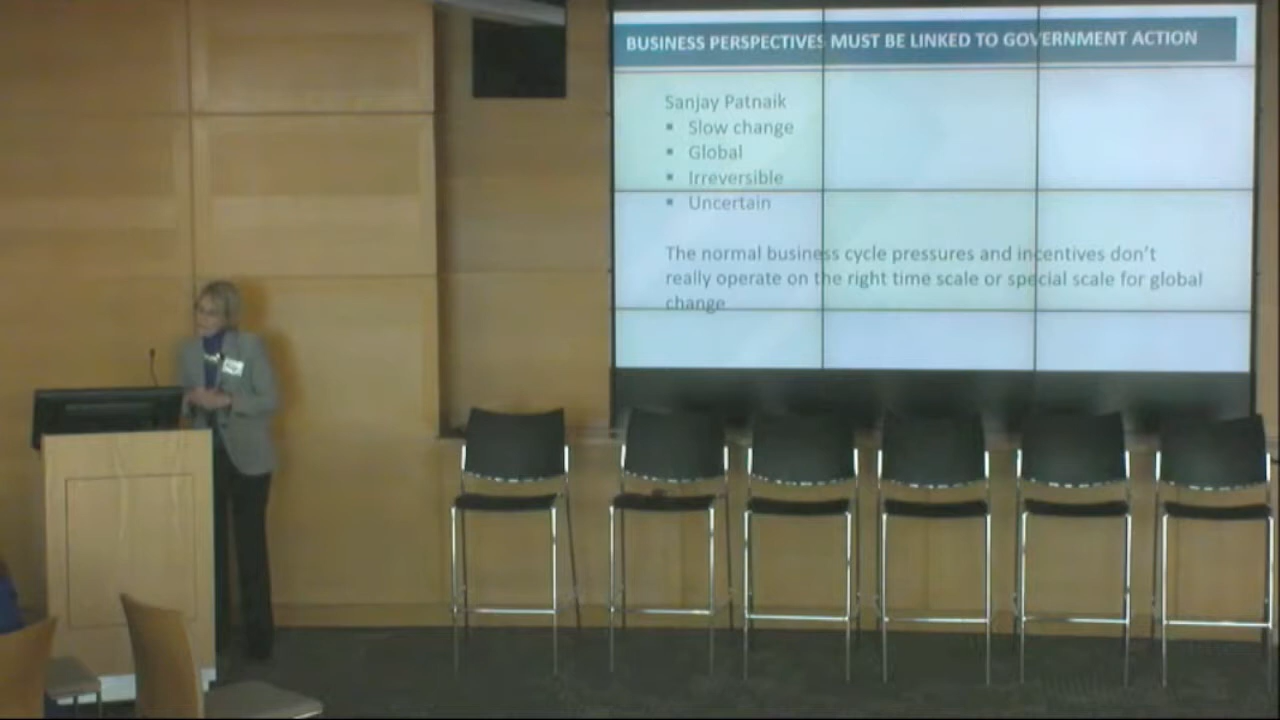 BUSINESS PERSPECTIVES MUST BE LINKED TO GOVERNMENT ACTION
Sanjay Patnaik
▪ Slow change
▪ Global
▪ Irreversible
▪ Uncertain
The normal business cycle pressures and incentives don't
really operate on the right time scale or special scale for global
change